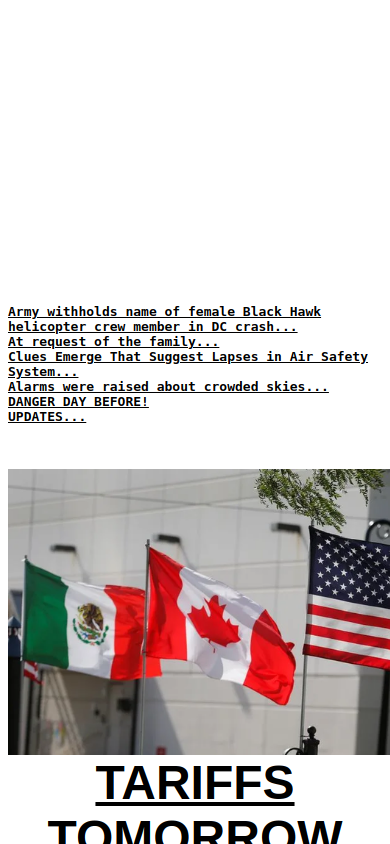 Army withholds name of female Black Hawk
helicopter crew member in DC crash...
At request of the family...
Clues Emerge That Suggest Lapses in Air Safety
System...
Alarms were raised about crowded skies...
DANGER DAY BEFORE!
UPDATES...
TARIFFS
TOMORROW